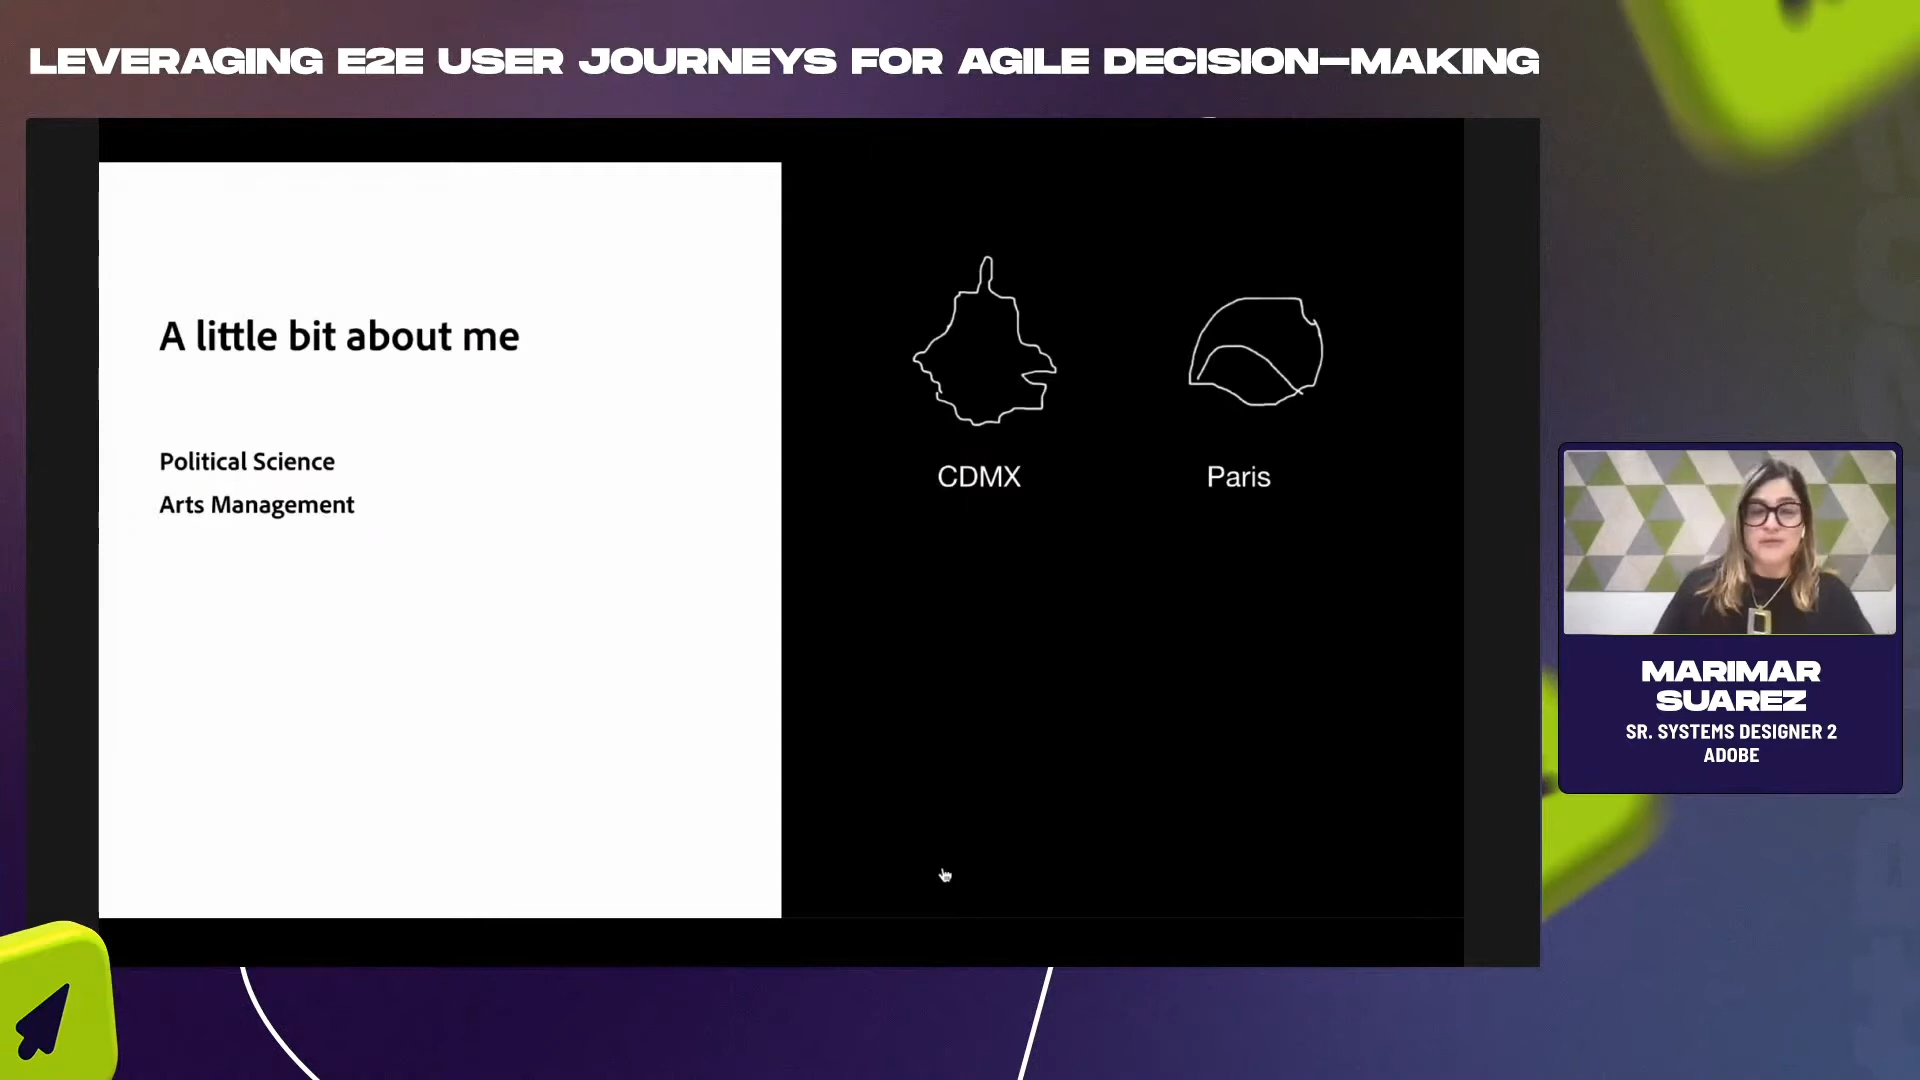 LEVERAGING E2E USER JOURNEYS FOR AGILE DECISION-MAKING
A little bit about me
Political Science
Arts Management
CDMX
Paris
MARIMAR
SUAREZ
SR. SYSTEMS DESIGNER 2
ADOBE